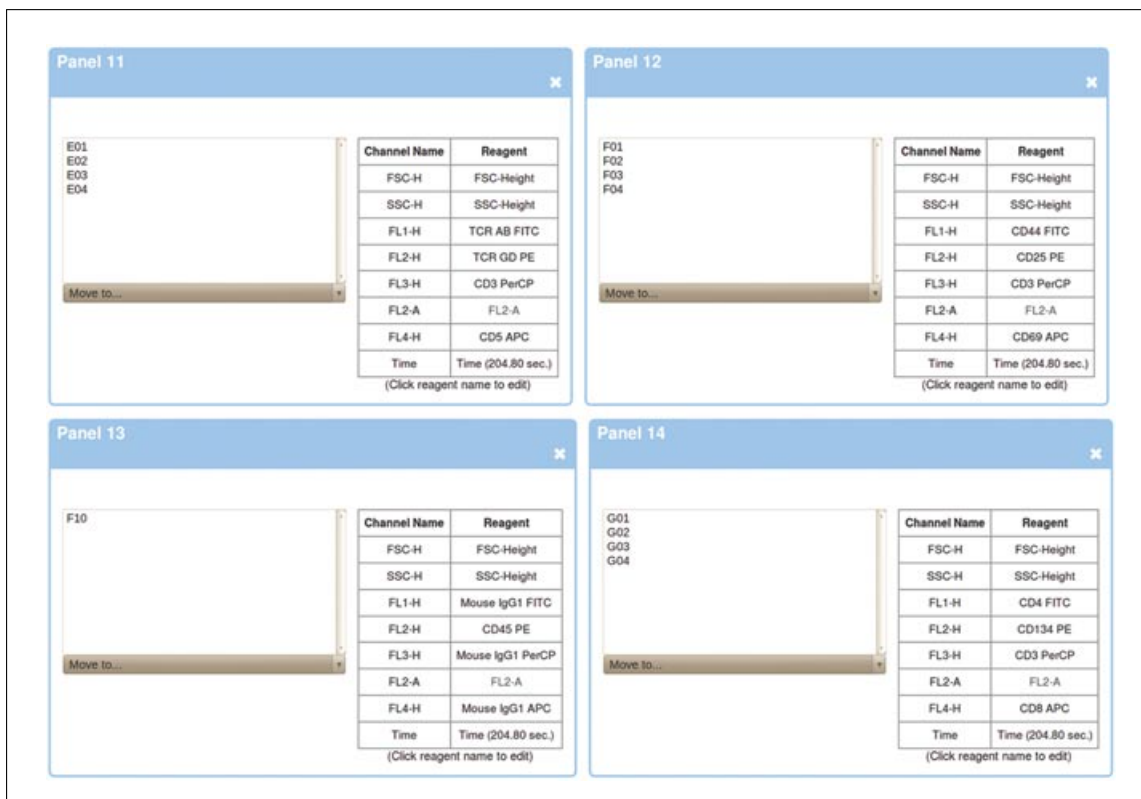 Panel 11
E01
E02
E03
E04
Move to...
Channel Name Reagent
FSC-H FSC-Height
SSC-H SSC-Height
FL1-H TCR AB FITC
FL2-H TCR GD PE
FL3-H CD3 PerCP
FL2-A FL2-A
FL4-H CD5 APC
Time Time (204.80 sec.)
(Click reagent name to edit)
Panel 12
F01
F02
F03
F04
Move to...
Channel Name Reagent
FSC-H FSC-Height
SSC-H SSC-Height
FL1-H CD44 FITC
FL2-H CD25 PE
FL3-H CD3 PerCP
FL2-A FL2-A
FL4-H CD69 APC
Time Time (204.80 sec.)
(Click reagent name to edit)
Panel 13
F10
Move to...
Channel Name Reagent
FSC-H FSC-Height
SSC-H SSC-Height
FL1-H Mouse IgG1 FITC
FL2-H CD45 PE
FL3-H Mouse IgG1 PerCP
FL2-A FL2-A
FL4-H Mouse IgG1 APC
Time Time (204.80 sec.)
(Click reagent name to edit)
Panel 14
G01
G02
G03
G04
Move to...
Channel Name Reagent
FSC-H FSC-Height
SSC-H SSC-Height
FL1-H CD4 FITC
FL2-H CD134 PE
FL3-H CD3 PerCP
FL2-A FL2-A
FL4-H CD8 APC
Time Time (204.80 sec.)
(Click reagent name to edit)